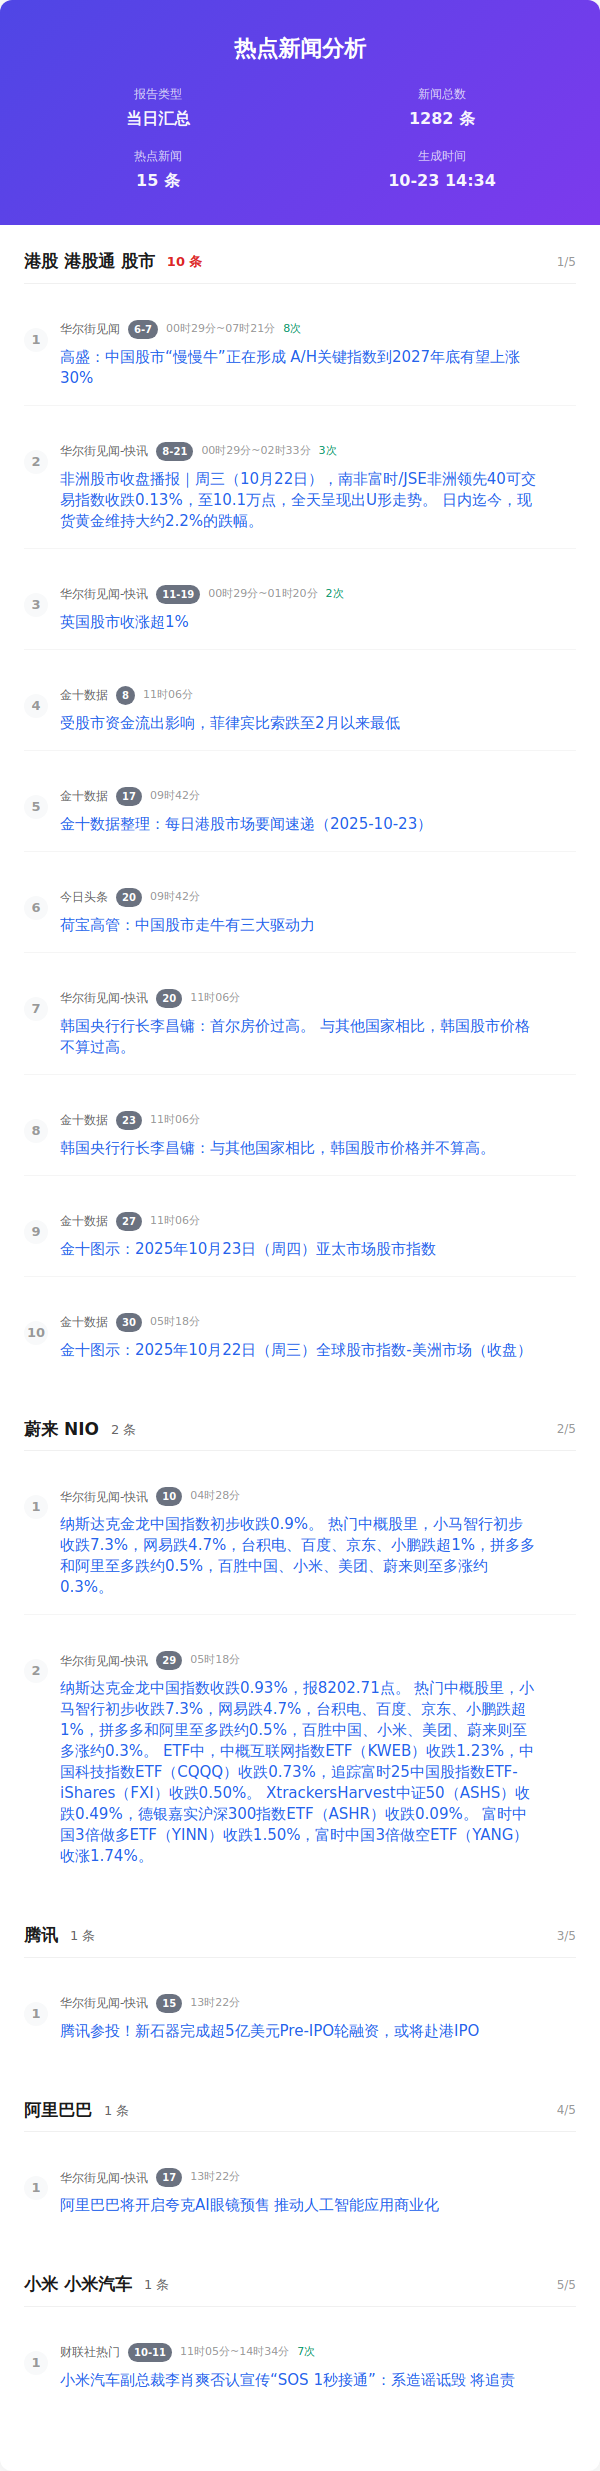 热点新闻分析
报告类型
新闻总数
当日汇总
1282 条
热点新闻
生成时间
15 条
10-23 14:34
港股 港股通 股市 10 条 1/5
1 华尔街见闻 6-7 00时29分~07时21分 8次
高盛：中国股市“慢慢牛”正在形成 A/H关键指数到2027年底有望上涨
30%
2 华尔街见闻-快讯 8-21 00时29分~02时33分 3次
非洲股市收盘播报｜周三（10月22日），南非富时/JSE非洲领先40可交
易指数收跌0.13%，至10.1万点，全天呈现出U形走势。 日内迄今，现
货黄金维持大约2.2%的跌幅。
3 华尔街见闻-快讯 11-19 00时29分~01时20分 2次
英国股市收涨超1%
4 金十数据 8 11时06分
受股市资金流出影响，菲律宾比索跌至2月以来最低
5 金十数据 17 09时42分
金十数据整理：每日港股市场要闻速递（2025-10-23）
6 今日头条 20 09时42分
荷宝高管：中国股市走牛有三大驱动力
7 华尔街见闻-快讯 20 11时06分
韩国央行行长李昌镛：首尔房价过高。 与其他国家相比，韩国股市价格
不算过高。
8 金十数据 23 11时06分
韩国央行行长李昌镛：与其他国家相比，韩国股市价格并不算高。
9 金十数据 27 11时06分
金十图示：2025年10月23日（周四）亚太市场股市指数
10 金十数据 30 05时18分
金十图示：2025年10月22日（周三）全球股市指数-美洲市场（收盘）
蔚来 NIO 2 条 2/5
1 华尔街见闻-快讯 10 04时28分
纳斯达克金龙中国指数初步收跌0.9%。 热门中概股里，小马智行初步
收跌7.3%，网易跌4.7%，台积电、百度、京东、小鹏跌超1%，拼多多
和阿里至多跌约0.5%，百胜中国、小米、美团、蔚来则至多涨约
0.3%。
2 华尔街见闻-快讯 29 05时18分
纳斯达克金龙中国指数收跌0.93%，报8202.71点。 热门中概股里，小
马智行初步收跌7.3%，网易跌4.7%，台积电、百度、京东、小鹏跌超
1%，拼多多和阿里至多跌约0.5%，百胜中国、小米、美团、蔚来则至
多涨约0.3%。 ETF中，中概互联网指数ETF（KWEB）收跌1.23%，中
国科技指数ETF（CQQQ）收跌0.73%，追踪富时25中国股指数ETF-
iShares（FXI）收跌0.50%。 XtrackersHarvest中证50（ASHS）收
跌0.49%，德银嘉实沪深300指数ETF（ASHR）收跌0.09%。 富时中
国3倍做多ETF（YINN）收跌1.50%，富时中国3倍做空ETF（YANG）
收涨1.74%。
腾讯 1 条 3/5
1 华尔街见闻-快讯 15 13时22分
腾讯参投！新石器完成超5亿美元Pre-IPO轮融资，或将赴港IPO
阿里巴巴 1 条 4/5
1 华尔街见闻-快讯 17 13时22分
阿里巴巴将开启夸克AI眼镜预售 推动人工智能应用商业化
小米 小米汽车 1 条 5/5
1 财联社热门 10-11 11时05分~14时34分 7次
小米汽车副总裁李肖爽否认宣传“SOS 1秒接通”：系造谣诋毁 将追责